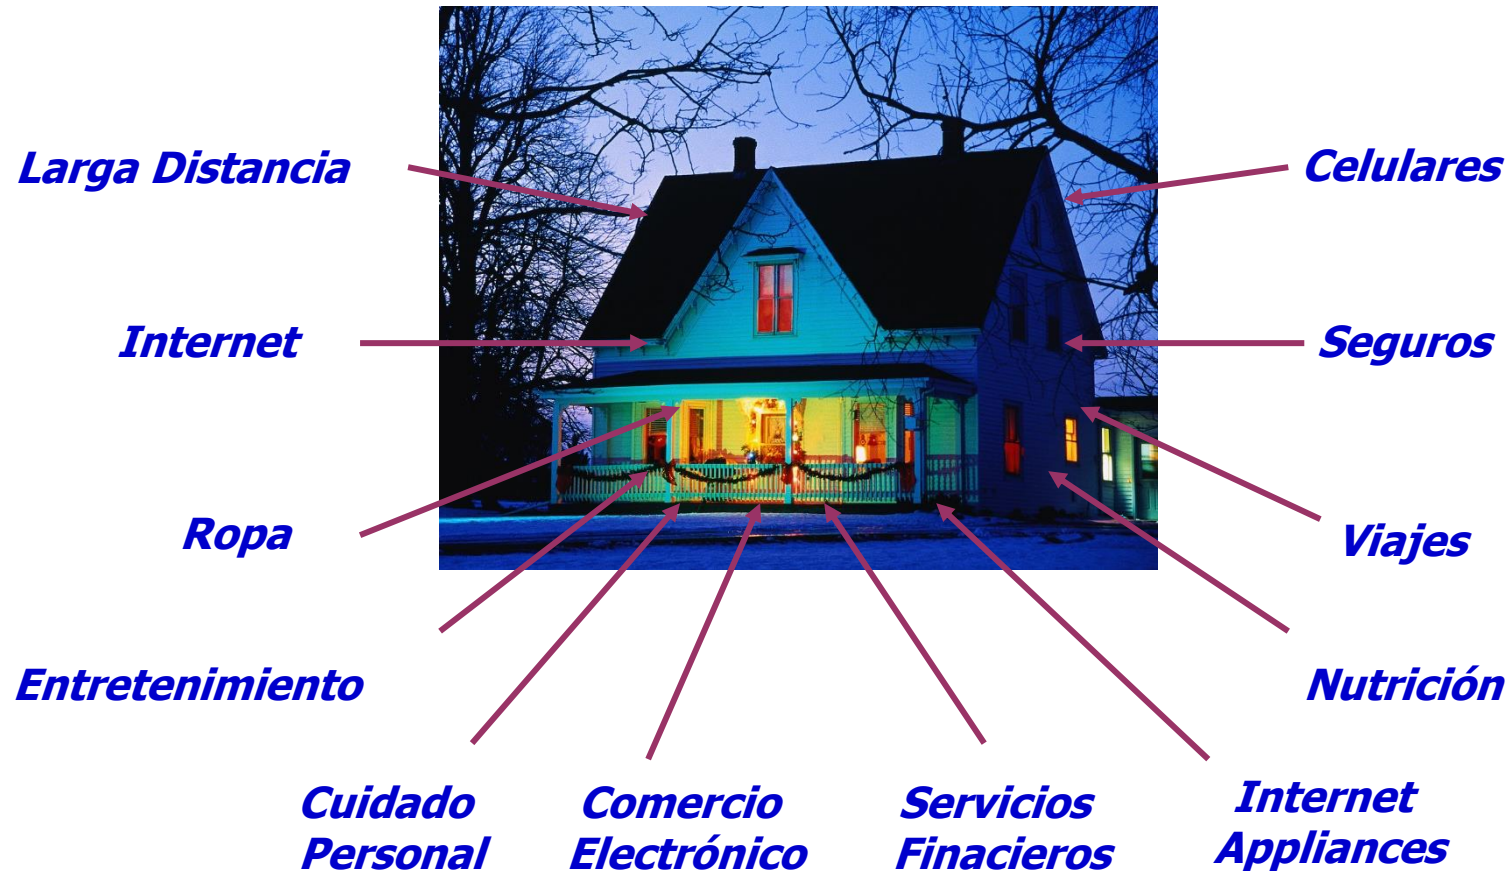 Larga Distancia
Celulares
Internet
Seguros
Ropa
Viajes
Entretenimiento
Nutrición
Cuidado
Personal
Comercio
Electrónico
Servicios
Finacieros
Internet
Appliances